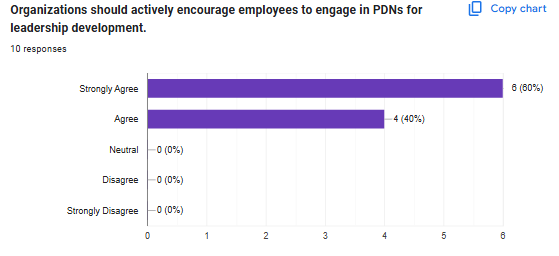 Organizations should actively encourage employees to engage in PDNs for
leadership development.
Copy chart
10 responses
Strongly Agree 6 (60%)
Agree 4 (40%)
Neutral 0 (0%)
Disagree 0 (0%)
Strongly Disagree 0 (0%)
0 1 2 3 4 5 6